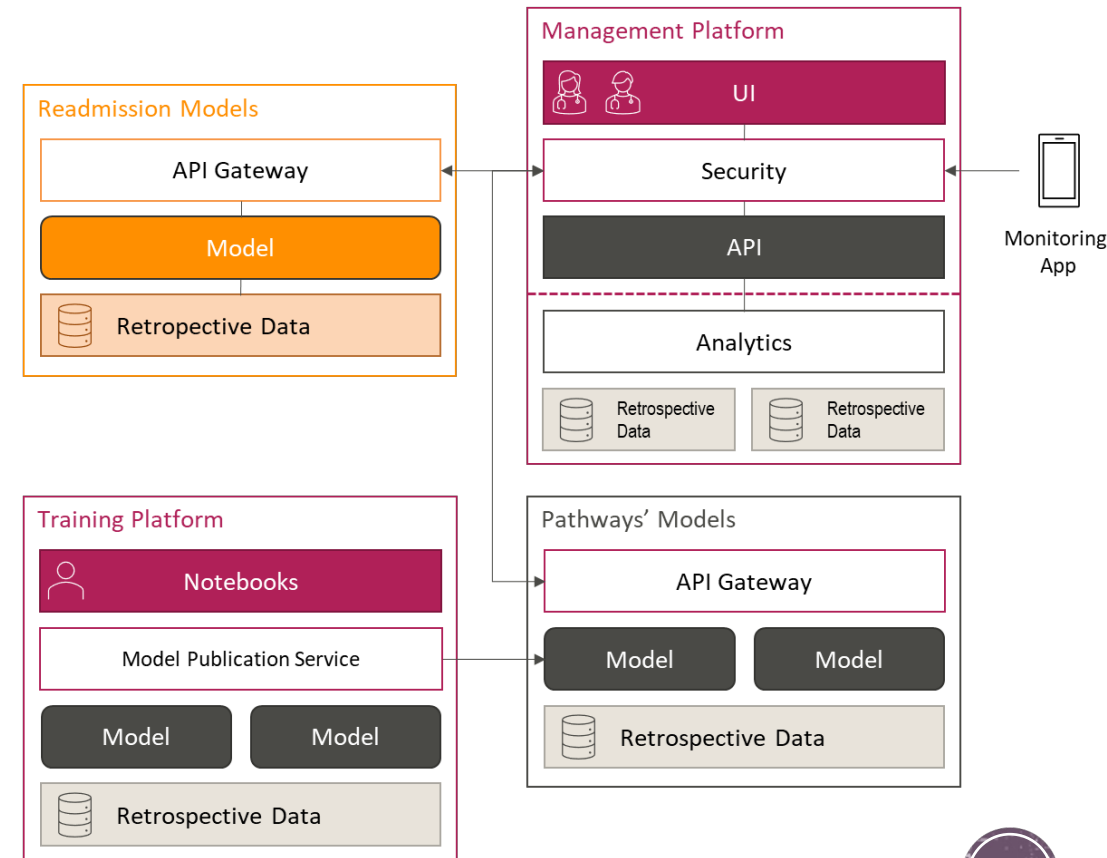 Management Platform
UI
Security
API
Analytics
Retrospective
Data
Retrospective
Data
Monitoring
App
Readmission Models
API Gateway
Model
Retropective Data
Training Platform
Notebooks
Model Publication Service
Model
Model
Retrospective Data
Pathways’ Models
API Gateway
Model
Model
Retrospective Data